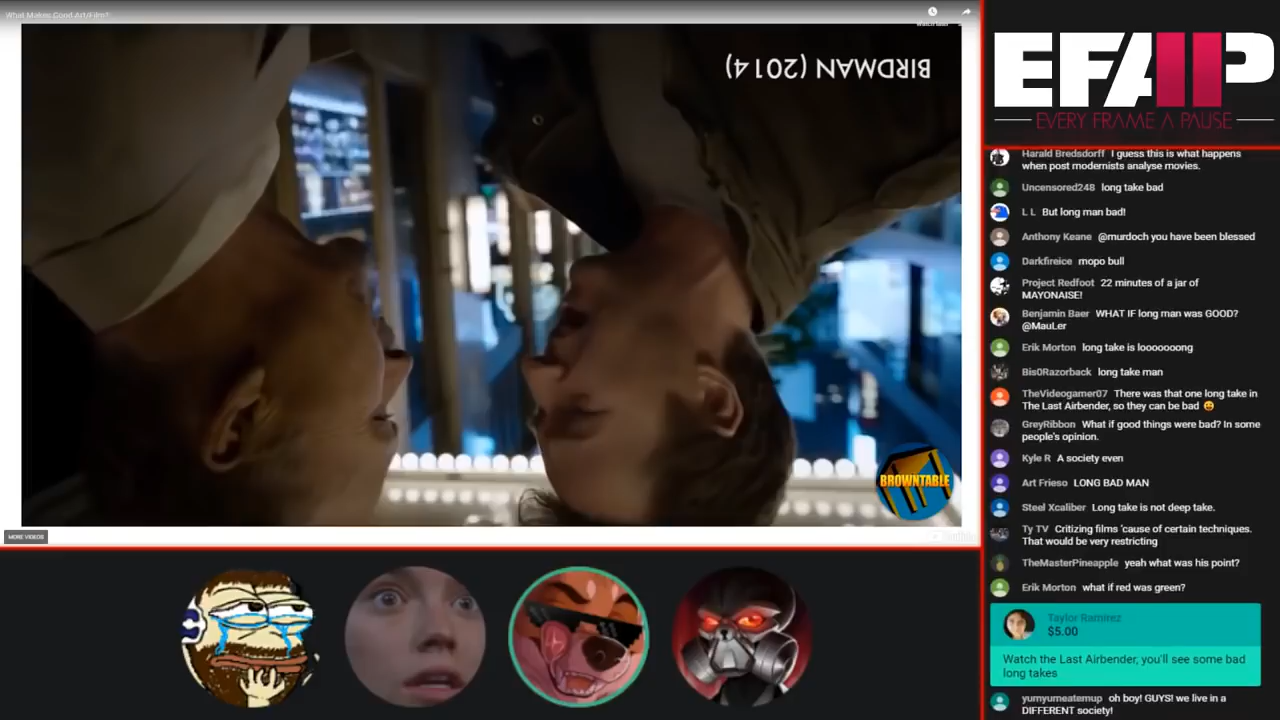 What Makes Good Art/Film?
BIRDMAN (2014)
BROWNTABLE
MORE VIDEOS
EFAP
EVERY FRAME A PAUSE
Harald Bredsdorff I guess this is what happens
when post modernists analyse movies.
Uncensored248 long take bad
L L But long man bad!
Anthony Keane @murdoch you have been blessed
Darkfireice mopo bull
Project Redfoot 22 minutes of a jar of
MAYONAISE!
Benjamin Baer WHAT IF long man was GOOD?
@MauLer
Erik Morton long take is looooooong
Bis0Razorback long take man
TheVideogamer07 There was that one long take in
The Last Airbender, so they can be bad 😀
GreyRibbon What if good things were bad? In some
people's opinion.
Kyle R A society even
Art Frieso LONG BAD MAN
Steel Xcaliber Long take is not deep take.
Ty TV Critizing films 'cause of certain techniques.
That would be very restricting
TheMasterPineapple yeah what was his point?
Erik Morton what if red was green?
Taylor Ramirez
$5.00
Watch the Last Airbender, you'll see some bad
long takes
yumyumeatemup oh boy! GUYS! we live in a
DIFFERENT society!